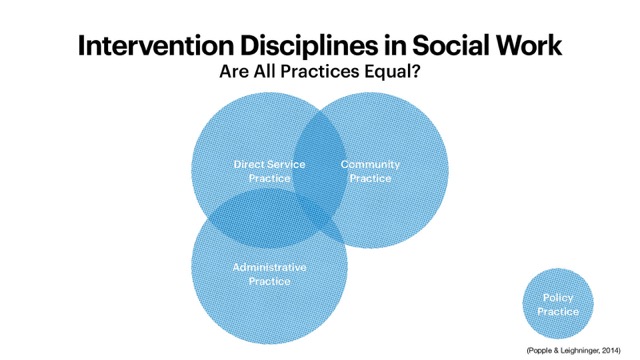 Intervention Disciplines in Social Work
Are All Practices Equal?
Direct Service
Practice
Community
Practice
Administrative
Practice
Policy
Practice
(Popple & Leighninger, 2014)